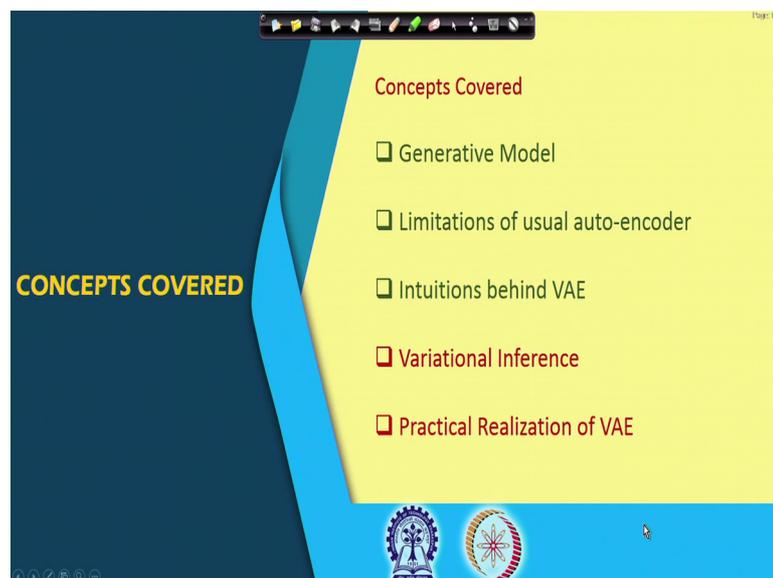 Page:
Concepts Covered
Generative Model
Limitations of usual auto-encoder
Intuitions behind VAE
Variational Inference
Practical Realization of VAE
CONCEPTS COVERED